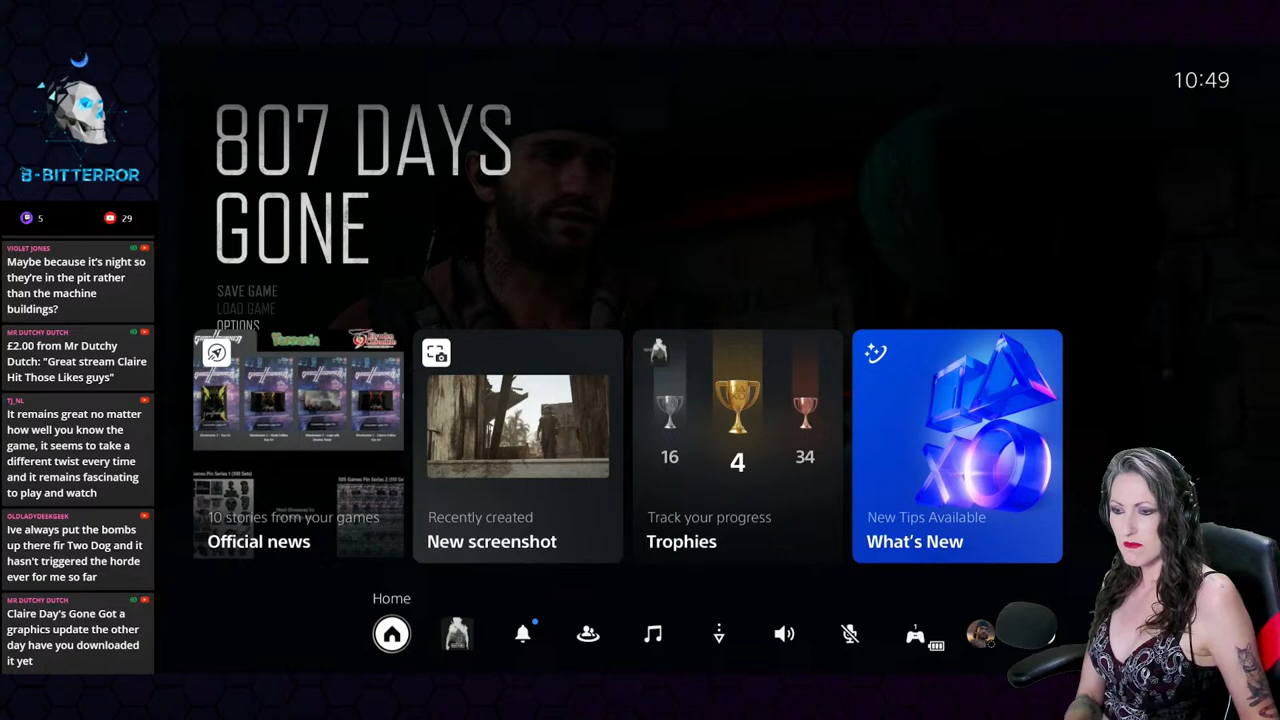 10:49
807 DAYS
GONE
SAVE GAME
LOAD GAME
OPTIONS
B-BITTERROR
5
29
VIOLET JONES
Maybe because it's night so
they're in the pit rather
than the machine
buildings?
MR DUTCHY DUTCH
£2.00 from Mr Dutchy
Dutch: "Great stream Claire
Hit Those Likes guys"
TJ_NL
It remains great no matter
how well you know the
game, it seems to take a
different twist every time
and it remains fascinating
to play and watch
OLDLADYGEEKGEEK
Ive always put the bombs
up there fir Two Dog and it
hasn't triggered the horde
ever for me so far
MR DUTCHY DUTCH
Claire Day's Gone Got a
graphics update the other
day have you downloaded
it yet
10 stories from your games
Official news
Recently created
New screenshot
16
4
34
Track your progress
Trophies
New Tips Available
What's New
Home